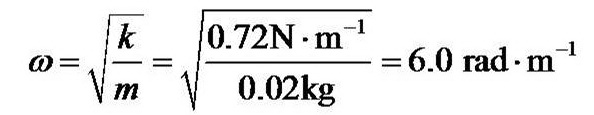 ω = √(k/m) = √(0.72N·m⁻¹/0.02kg) = 6.0 rad·m⁻¹